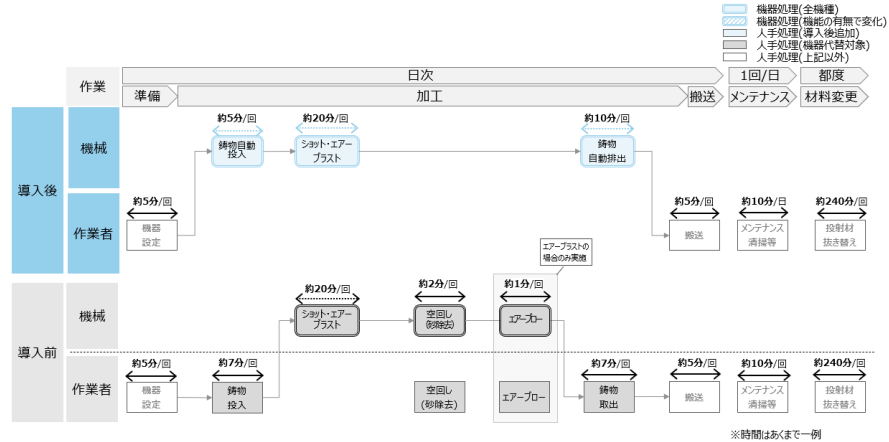 機器処理(全機種)
機器処理(機能の有無で変化)
人手処理(導入後追加)
人手処理(機器代替対象)
人手処理(上記以外)
作業
日次
1回/日
都度
準備
加工
搬送
メンテナンス
材料変更
導入後
機械
約5分/回
約20分/回
約10分/回
鋳物自動
投入
ショット・エアー
ブラスト
鋳物
自動排出
作業者
約5分/回
約5分/回
約10分/日
約240分/回
機器
設定
搬送
メンテナンス
清掃等
投射材
抜き替え
エアーブラストの
場合のみ実施
導入前
機械
約20分/回
約2分/回
約1分/回
ショット・エアー
ブラスト
空回し
(砂除去)
エアーブロー
作業者
約5分/回
約7分/回
約7分/回
約5分/回
約10分/日
約240分/回
機器
設定
鋳物
投入
空回し
(砂除去)
エアーブロー
鋳物
取出
搬送
メンテナンス
清掃等
投射材
抜き替え
※時間はあくまで一例